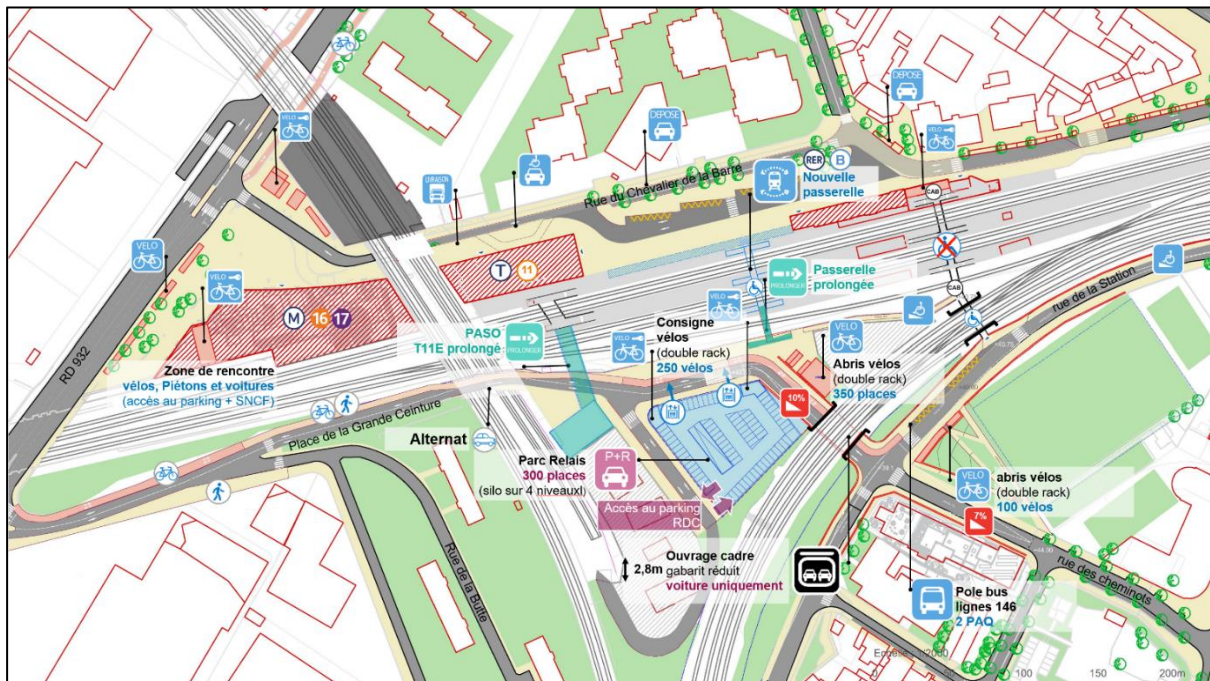 VELO
DEPOSE
DEPOSE
VELO
LIVRAISON
Rue du Chevalier de la Barre
RER B
Nouvelle
passerelle
CAB
VELO
VELO
T 11
M 16 17
RD 932
PASO
T11E prolongé
PROLONGER
PROLONGER
Passerelle
prolongée
CAB
rue de la Station
Zone de rencontre
vélos, Piétons et voitures
(accès au parking + SNCF)
VELO
Consigne
vélos
(double rack)
250 vélos
VELO
VELO
Abris vélos
(double rack)
350 places
10%
Place de la Grande Ceinture
Alternat
Parc Relais
300 places
(silo sur 4 niveauxl)
P+R
Accès au parking
RDC
VELO
abris vélos
(double rack)
100 vélos
7%
Rue de la Butte
2,8m
Ouvrage cadre
gabarit réduit
voiture uniquement
rue des cheminots
Pole bus
lignes 146
2 PAQ
0
100
150
200m